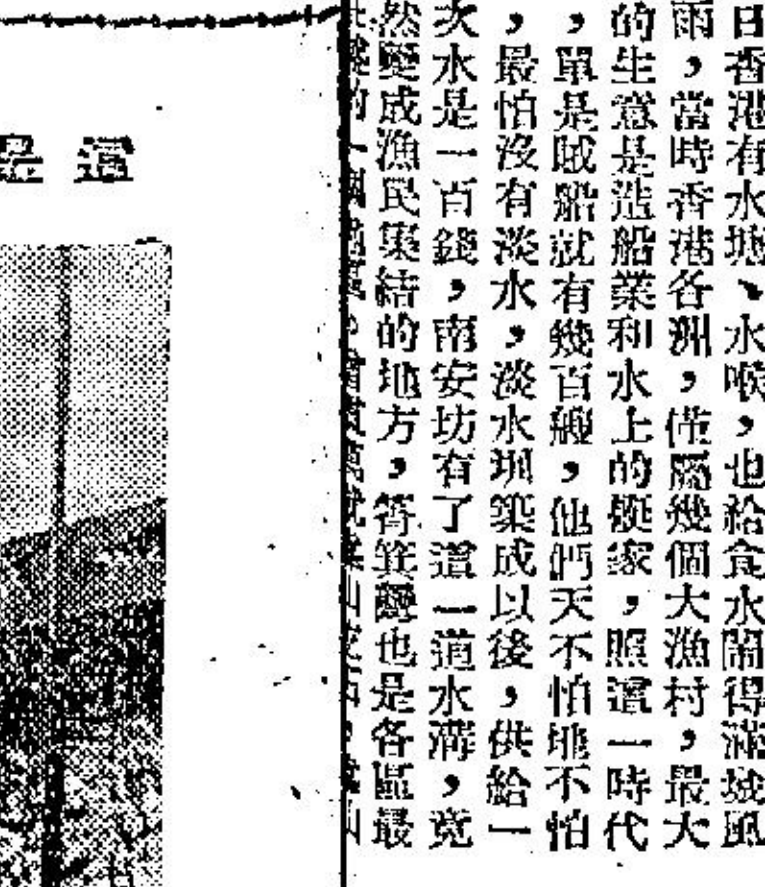 日香港有水塘、水喉，也給食水鬧得滿城風
雨，當時香港各洲，僅屬幾個大漁村，最大
的生意是造船業和水上的艇家，照這一時代
，單是賊船就有幾百艘，他們天不怕地不怕
，最怕沒有淡水，淡水圳築成以後，供給一
次水是一百錢，南安坊有了這一道水溝，竟
然變成漁民集結的地方，筲箕灣也是各區最
這是